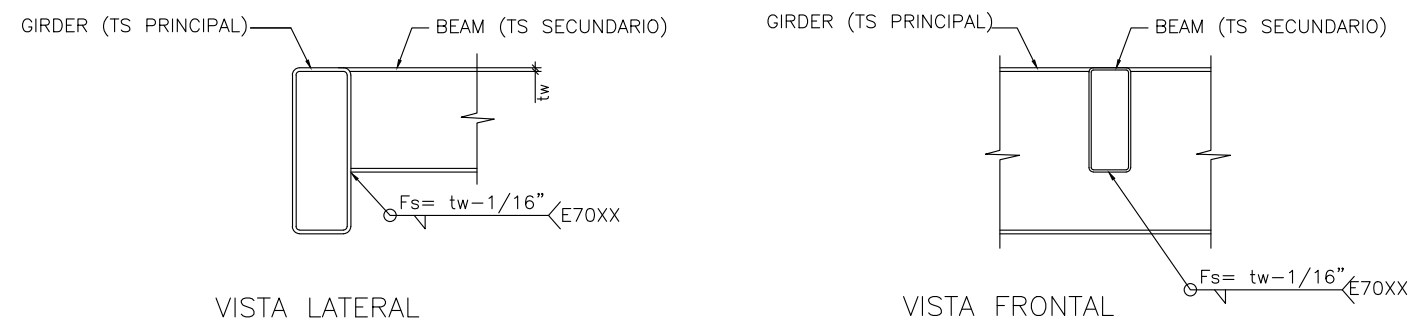 GIRDER (TS PRINCIPAL)
BEAM (TS SECUNDARIO)
tw
Fs= tw-1/16"
E70XX
VISTA LATERAL
GIRDER (TS PRINCIPAL)
BEAM (TS SECUNDARIO)
Fs= tw-1/16"
E70XX
VISTA FRONTAL